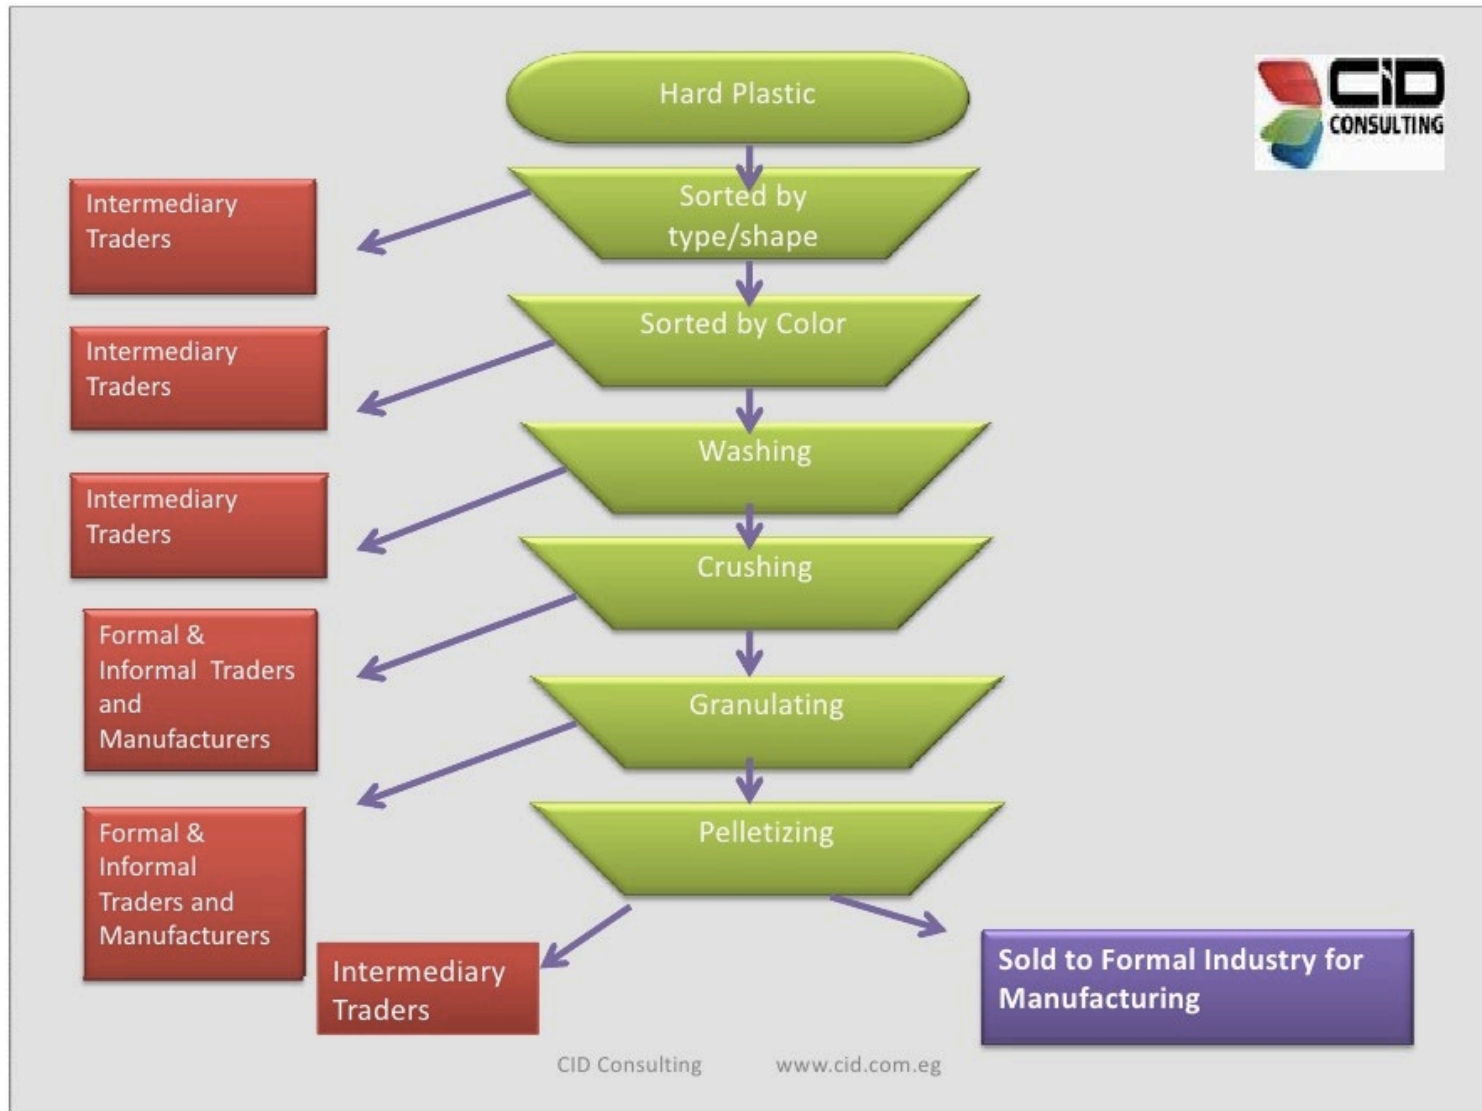 Hard Plastic
CiD
CONSULTING
Sorted by
type/shape
Intermediary
Traders
Sorted by Color
Intermediary
Traders
Washing
Intermediary
Traders
Crushing
Formal &
Informal Traders
and
Manufacturers
Granulating
Formal &
Informal
Traders and
Manufacturers
Pelletizing
Intermediary
Traders
Sold to Formal Industry for
Manufacturing
CID Consulting www.cid.com.eg